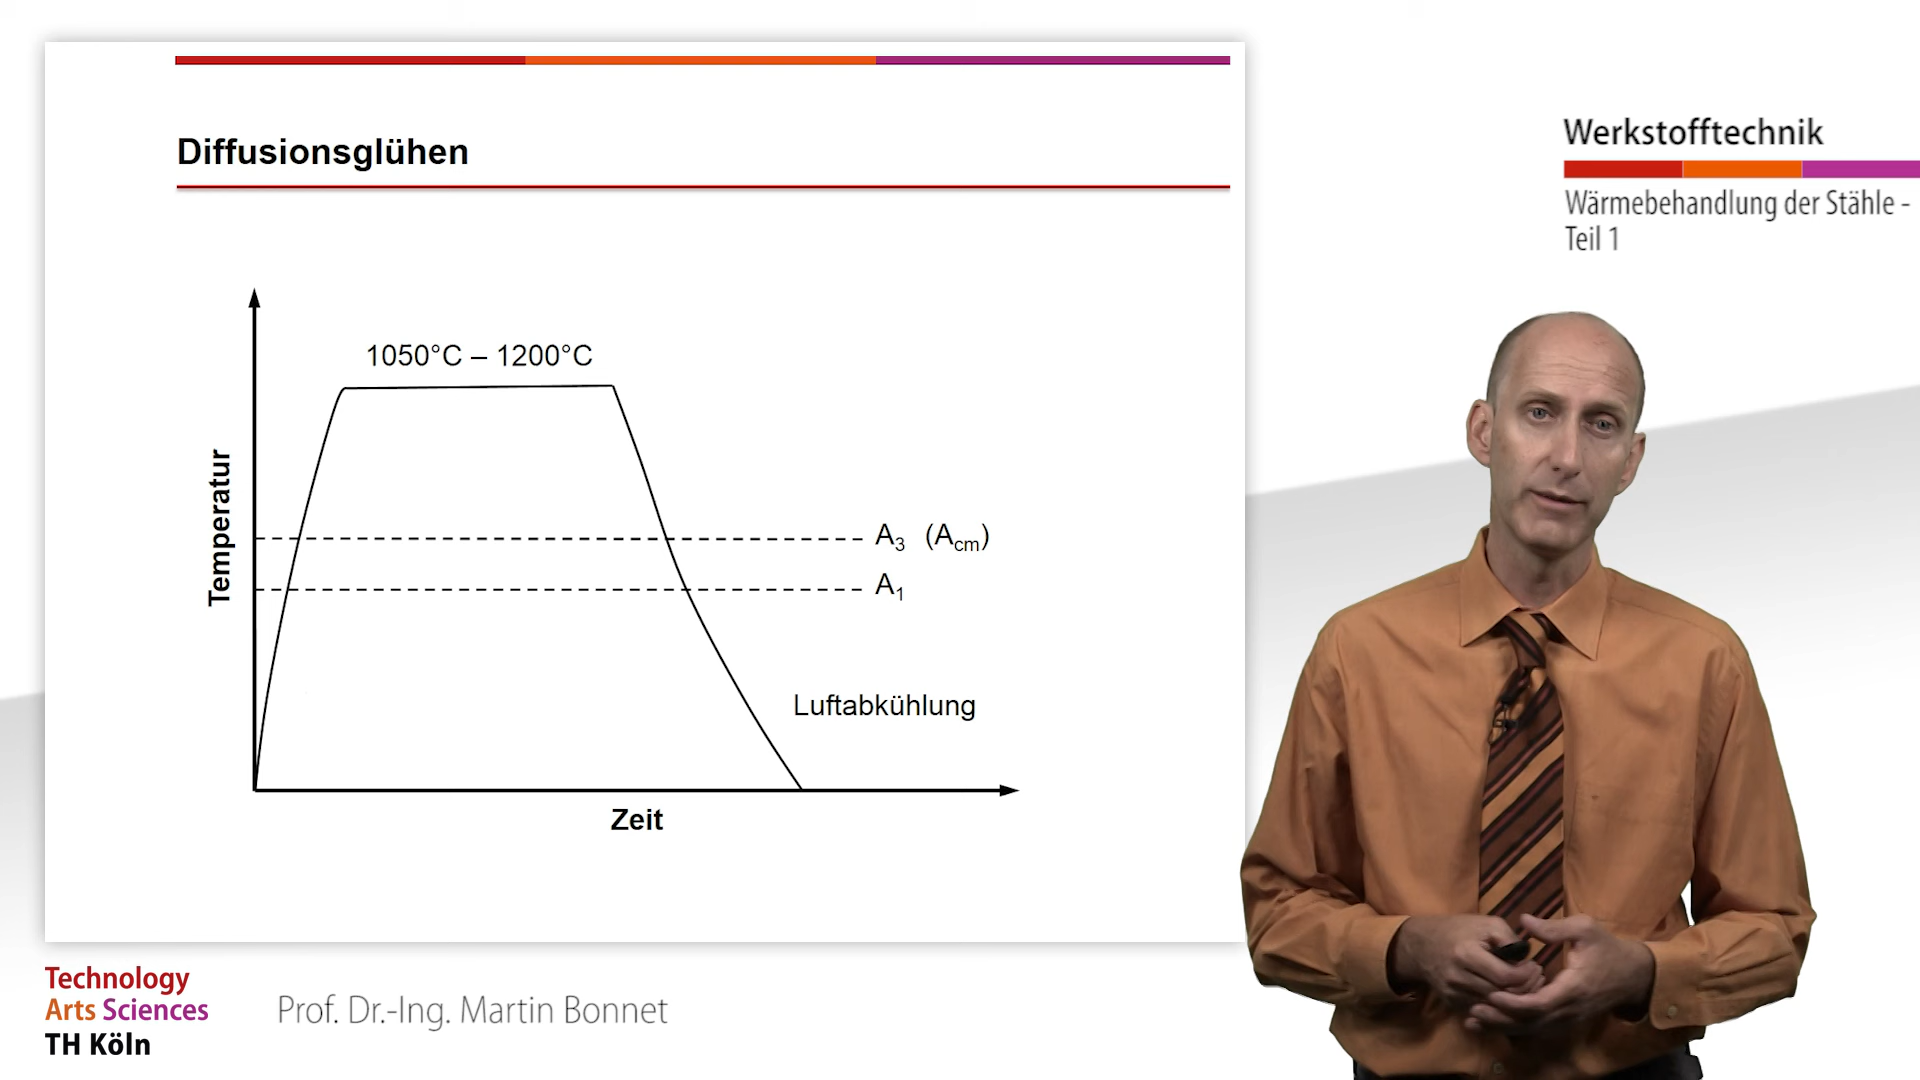 Diffusionsglühen
1050°C – 1200°C
Temperatur
A3 (Acm)
A1
Luftabkühlung
Zeit
Werkstofftechnik
Wärmebehandlung der Stähle -
Teil 1
Technology
Arts Sciences
TH Köln
Prof. Dr.-Ing. Martin Bonnet